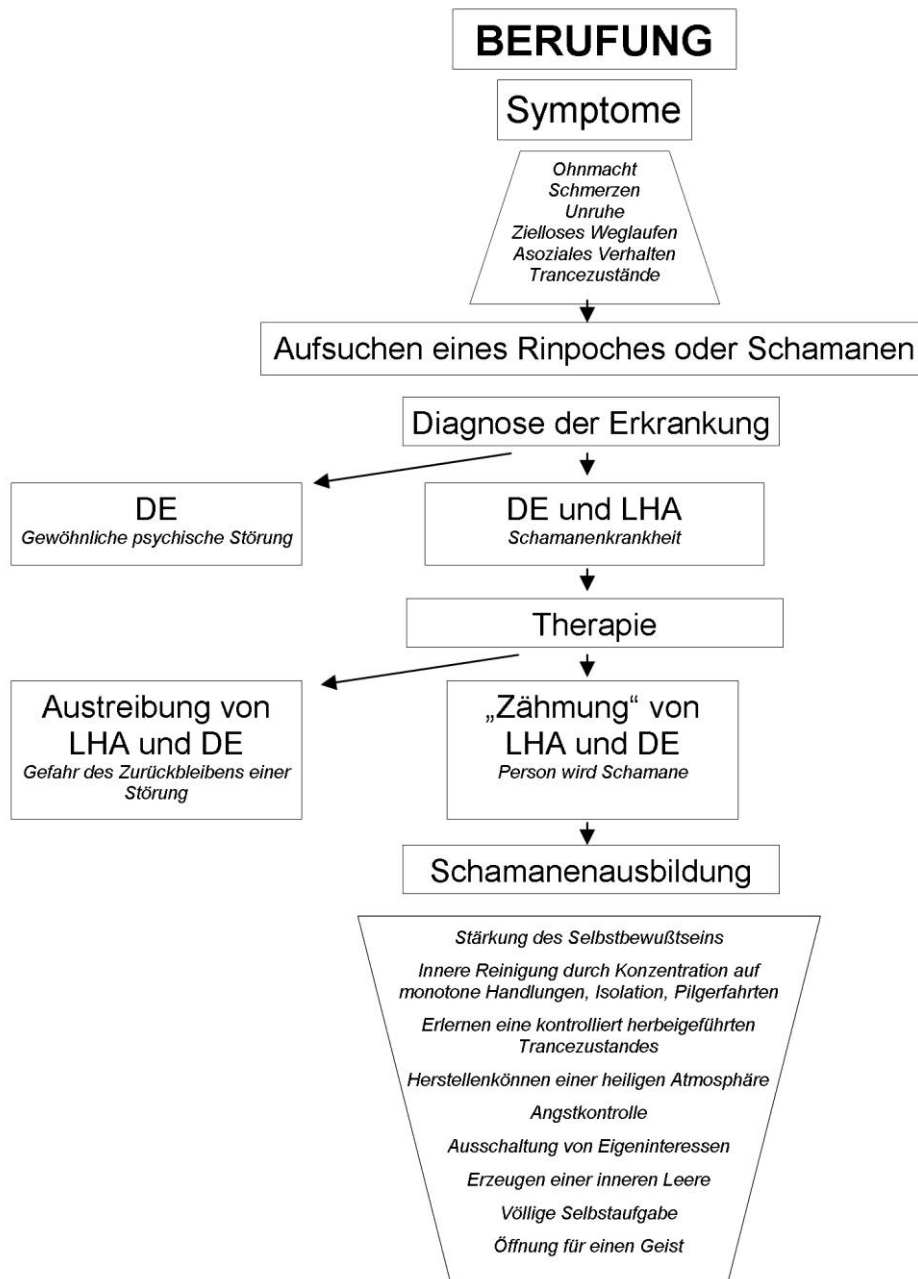 BERUFUNG
Symptome
Ohnmacht
Schmerzen
Unruhe
Zielloses Weglaufen
Asoziales Verhalten
Trancezustände
Aufsuchen eines Rinpoches oder Schamanen
Diagnose der Erkrankung
DE
Gewöhnliche psychische Störung
DE und LHA
Schamanenkrankheit
Therapie
Austreibung von
LHA und DE
Gefahr des Zurückbleibens einer
Störung
„Zähmung“ von
LHA und DE
Person wird Schamane
Schamanenausbildung
Stärkung des Selbstbewußtseins
Innere Reinigung durch Konzentration auf
monotone Handlungen, Isolation, Pilgerfahrten
Erlernen eine kontrolliert herbeigeführten
Trancezustandes
Herstellenkönnen einer heiligen Atmosphäre
Angstkontrolle
Ausschaltung von Eigeninteressen
Erzeugen einer inneren Leere
Völlige Selbstaufgabe
Öffnung für einen Geist